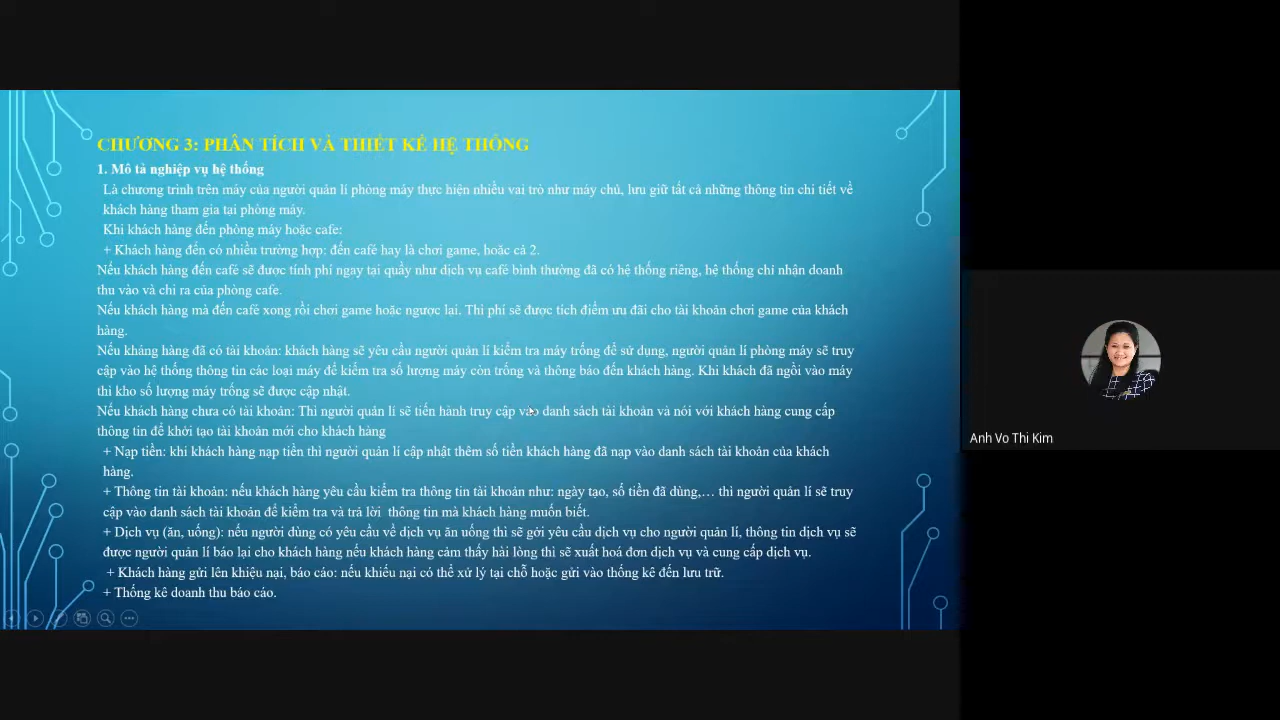 CHƯƠNG 3: PHÂN TÍCH VÀ THIẾT KẾ HỆ THỐNG
1. Mô tả nghiệp vụ hệ thống
Là chương trình trên máy của người quản lí phòng máy thực hiện nhiều vai trò như máy chủ, lưu giữ tất cả những thông tin chi tiết về
khách hàng tham gia tại phòng máy.
Khi khách hàng đến phòng máy hoặc cafe:
+ Khách hàng đến có nhiều trường hợp: đến café hay là chơi game, hoặc cả 2.
Nếu khách hàng đến café sẽ được tính phí ngay tại quầy như dịch vụ café bình thường đã có hệ thống riêng, hệ thống chỉ nhận doanh
thu vào và chi ra của phòng cafe.
Nếu khách hàng mà đến café xong rồi chơi game hoặc ngược lại. Thì phí sẽ được tích điểm ưu đãi cho tài khoản chơi game của khách
hàng.
Nếu kháng hàng đã có tài khoản: khách hàng sẽ yêu cầu người quản lí kiểm tra máy trống để sử dụng, người quản lí phòng máy sẽ truy
cập vào hệ thống thông tin các loại máy để kiểm tra số lượng máy còn trống và thông báo đến khách hàng. Khi khách đã ngồi vào máy
thì kho số lượng máy trống sẽ được cập nhật.
Nếu khách hàng chưa có tài khoản: Thì người quản lí sẽ tiến hành truy cập vào danh sách tài khoản và nói với khách hàng cung cấp
thông tin để khởi tạo tài khoản mới cho khách hàng
+ Nạp tiền: khi khách hàng nạp tiền thì người quản lí cập nhật thêm số tiền khách hàng đã nạp vào danh sách tài khoản của khách
hàng.
+ Thông tin tài khoản: nếu khách hàng yêu cầu kiểm tra thông tin tài khoản như: ngày tạo, số tiền đã dùng,… thì người quản lí sẽ truy
cập vào danh sách tài khoản để kiểm tra và trả lời thông tin mà khách hàng muốn biết.
+ Dịch vụ (ăn, uống): nếu người dùng có yêu cầu về dịch vụ ăn uống thì sẽ gởi yêu cầu dịch vụ cho người quản lí, thông tin dịch vụ sẽ
được người quản lí báo lại cho khách hàng nếu khách hàng cảm thấy hài lòng thì sẽ xuất hoá đơn dịch vụ và cung cấp dịch vụ.
+ Khách hàng gửi lên khiệu nại, báo cáo: nếu khiếu nại có thể xử lý tại chỗ hoặc gửi vào thống kê đến lưu trữ.
+ Thống kê doanh thu báo cáo.
Anh Vo Thi Kim